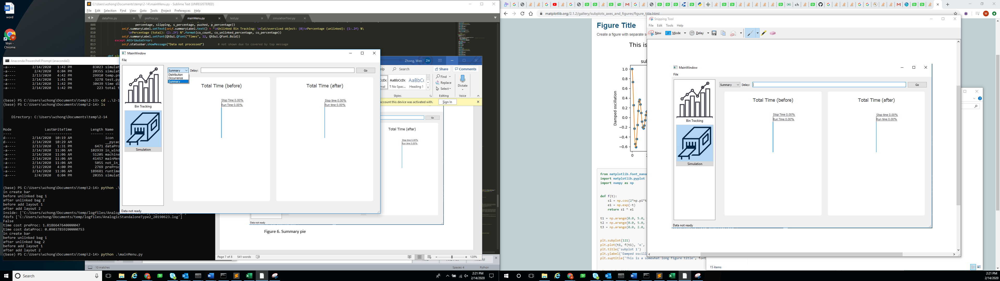 word
Wen -
Chrome
C:\Users\wzhong\Documents\temp\2-14\mainMenu.py - Sublime Text (UNREGISTERED)
File Edit Selection Find View Goto Tools Project Preferences Help
dataProc.py preProc.py mainMenu.py test.py simulationTool.py
808 percentage, slipping, s_percentage, pushed, p_percentage))
809 self.summaryLabel.setText(self.summaryLabel.text() + "\nUnlinked Bin Tracking: \nCut/oversized object: {0}\nPercentage (unlinked): {1:.2f} %\
810 \nPercentage (total): {2:.2f} %".format(co_count, co_unlinked_percentage, co_percentage))
811 self.summaryLabel.setFont(QtGui.QFont("Times", 12, QtGui.QFont.Bold))
812 except AttributeError:
813 self.statusbar.showMessage("Data not processed") # not shown due to covered by top message
814
815
816
Anaconda Powershell Prompt (anaconda3)
-a---- 2/14/2020 1:42 PM 83023 simulat
-a---- 2/4/2020 6:04 PM 20355 simulat
-a---- 2/13/2020 4:42 PM 29910 temp.pn
-a---- 2/14/2020 1:41 PM 3278 test.py
-a---- 2/14/2020 1:42 PM 30439 time di
-a---- 2/14/2020 1:42 PM 223 total t
(base) PS C:\Users\wzhong\Documents\temp\2-13> cd ..\2-1
(base) PS C:\Users\wzhong\Documents\temp\2-14> ls
Directory: C:\Users\wzhong\Documents\temp\2-14
Mode LastWriteTime Length Name
---- ------------- ------ ----
d----- 2/14/2020 10:19 AM icon
d----- 2/14/2020 10:29 AM __pycac
-a---- 2/13/2020 1:31 PM 6471 dataPro
-a---- 2/14/2020 11:06 AM 102939 in_wind
-a---- 2/14/2020 11:06 AM 51205 machine
-a---- 2/14/2020 11:06 AM 41457 mainMen
-a---- 2/14/2020 11:06 AM 5055 not_in_
-a---- 2/12/2020 4:00 PM 2769 preProc
-a---- 2/14/2020 11:06 AM 189681 runtime
-a---- 2/4/2020 6:04 PM 20355 simulat
(base) PS C:\Users\wzhong\Documents\temp\2-14> python .\
in create bar
before unlinked bag 1
after unlinked bag 2
before add layout 1
after add layout 2
inside: ['C:/Users/wzhong/Documents/temp/logfiles/Analogic
fdsfs ['C:/Users/wzhong/Documents/temp/logfiles/AnalogicStandaloneType2_20190623.log']
False
time cost preProc: 1.8186647640000047
time cost dataProc: 0.09037859200000753
in create bar
before unlinked bag 1
after unlinked bag 2
before add layout 1
after add layout 2
(base) PS C:\Users\wzhong\Documents\temp\2-14> python .\mainMenu.py
MainWindow
File
Summary Delay: Go
Distribution
Occurrence
Summary
Total Time (before) Total Time (after)
Stop Time 0.00% Stop time 0.00%
Run Time 0.00% Run time 0.00%
Bin Tracking
Simulation
Data not ready
Zhong, Wen ZW
elp Search Share Comments
AaBbCcDc AaBbC
Find
Replace
Select
Dictate
¶ No Spac... Heading 1
Styles Editing Voice
account this device was activated with. Sign In
Go
Total Time (after)
Stop time 0.00%
Run time 0.00%
Data not ready
Figure 6. Summary pie
Page 7 of 8 541 words 120%
10 matches Spaces: 4 Python
Search
2:21 PM
2/14/2020
matplotlib.org/2.1.2/gallery/subplots_axes_and_figures/figure_title.html
Figure Title
Create a figure with separate s
This is
sub
Damped oscillation
1.0
0.8
0.6
0.4
0.2
0.0
−0.2
−0.4
−0.6
0
from matplotlib.font_mana
import matplotlib.pyplot
import numpy as np
def f(t):
s1 = np.cos(2*np.pi*t
e1 = np.exp(-t)
return s1 * e1
t1 = np.arange(0.0, 5.0,
t2 = np.arange(0.0, 5.0,
t3 = np.arange(0.0, 2.0,
plt.subplot(121)
plt.plot(t1, f(t1), 'o',
plt.title('subplot 1')
plt.ylabel('Damped oscill
plt.suptitle('This is a somewhat long figure title', font
Snipping Tool
File Edit Tools Help
New Mode Delay
MainWindow
File
Summary Delay: Go
Total Time (before) Total Time (after)
Stop Time 0.00% Stop time 0.00%
Run Time 0.00% Run time 0.00%
Bin Tracking
Simulation
Data not ready
15 items
2:21 PM
2/14/2020